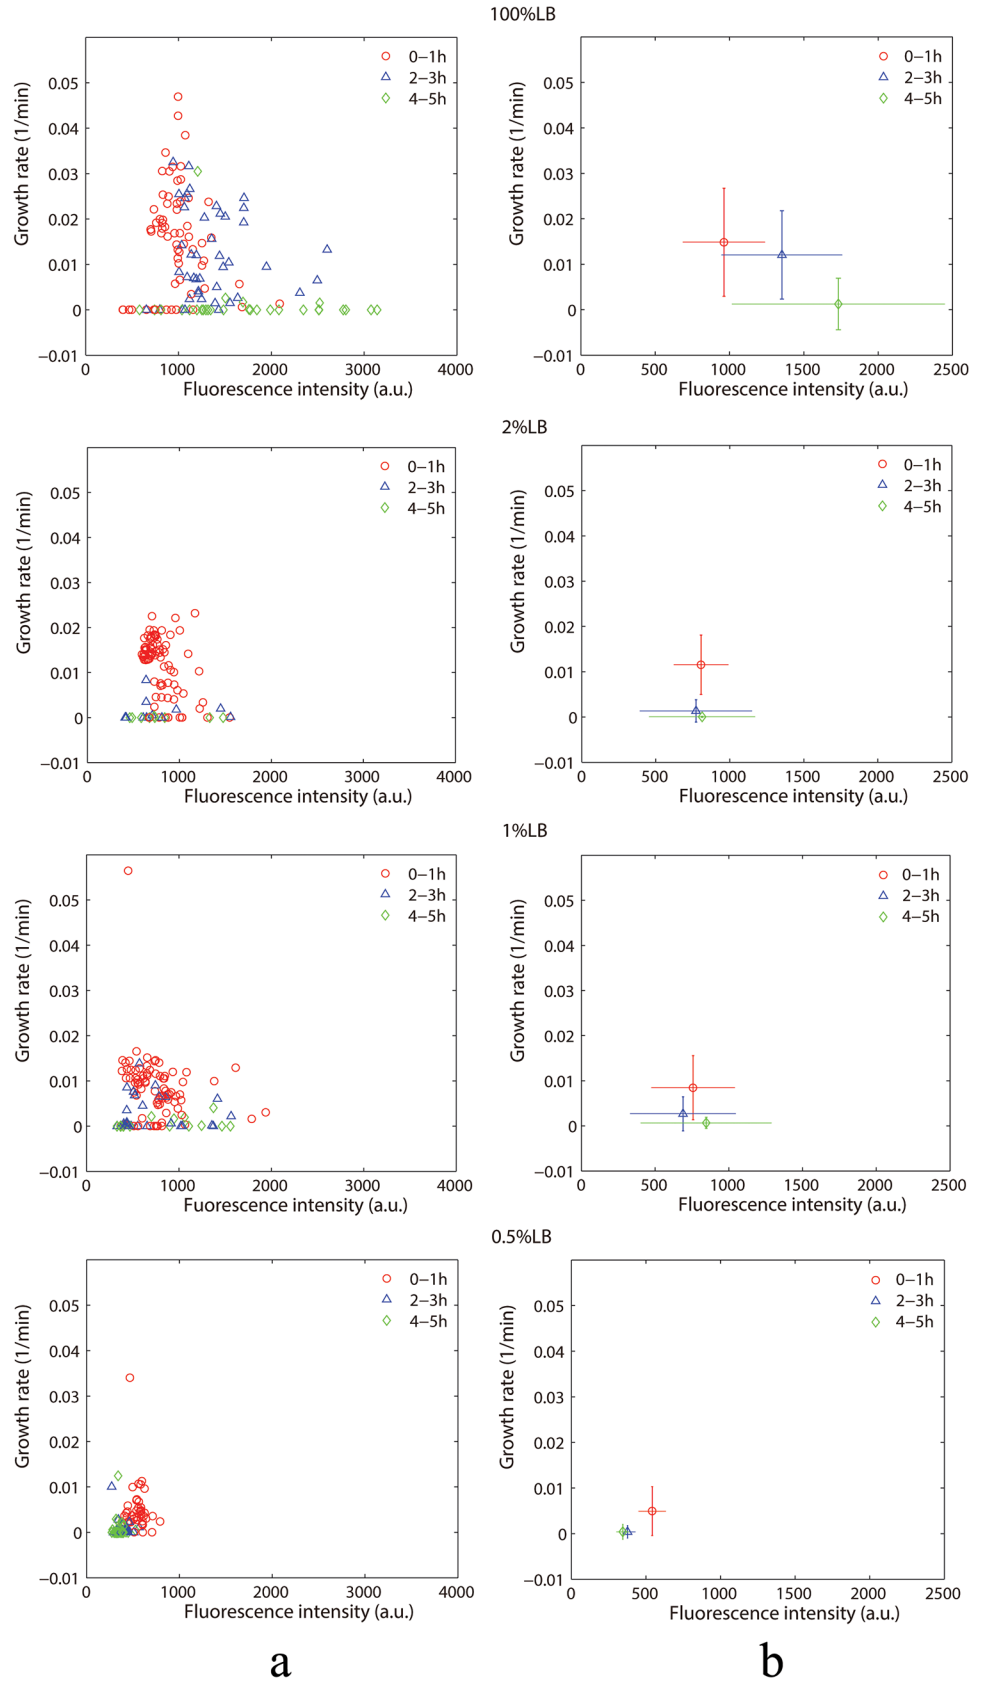 100%LB
0.05
0.04
0.03
0.02
0.01
0
−0.01
0
1000
2000
3000
4000
Growth rate (1/min)
Fluorescence intensity (a.u.)
0−1h
2−3h
4−5h
0.05
0.04
0.03
0.02
0.01
0
−0.01
0
500
1000
1500
2000
2500
Growth rate (1/min)
Fluorescence intensity (a.u.)
0−1h
2−3h
4−5h
2%LB
0.05
0.04
0.03
0.02
0.01
0
−0.01
0
1000
2000
3000
4000
Growth rate (1/min)
Fluorescence intensity (a.u.)
0−1h
2−3h
4−5h
0.05
0.04
0.03
0.02
0.01
0
−0.01
0
500
1000
1500
2000
2500
Growth rate (1/min)
Fluorescence intensity (a.u.)
0−1h
2−3h
4−5h
1%LB
0.05
0.04
0.03
0.02
0.01
0
−0.01
0
1000
2000
3000
4000
Growth rate (1/min)
Fluorescence intensity (a.u.)
0−1h
2−3h
4−5h
0.05
0.04
0.03
0.02
0.01
0
−0.01
0
500
1000
1500
2000
2500
Growth rate (1/min)
Fluorescence intensity (a.u.)
0−1h
2−3h
4−5h
0.5%LB
0.05
0.04
0.03
0.02
0.01
0
−0.01
0
1000
2000
3000
4000
Growth rate (1/min)
Fluorescence intensity (a.u.)
0−1h
2−3h
4−5h
0.05
0.04
0.03
0.02
0.01
0
−0.01
0
500
1000
1500
2000
2500
Growth rate (1/min)
Fluorescence intensity (a.u.)
0−1h
2−3h
4−5h
a
b